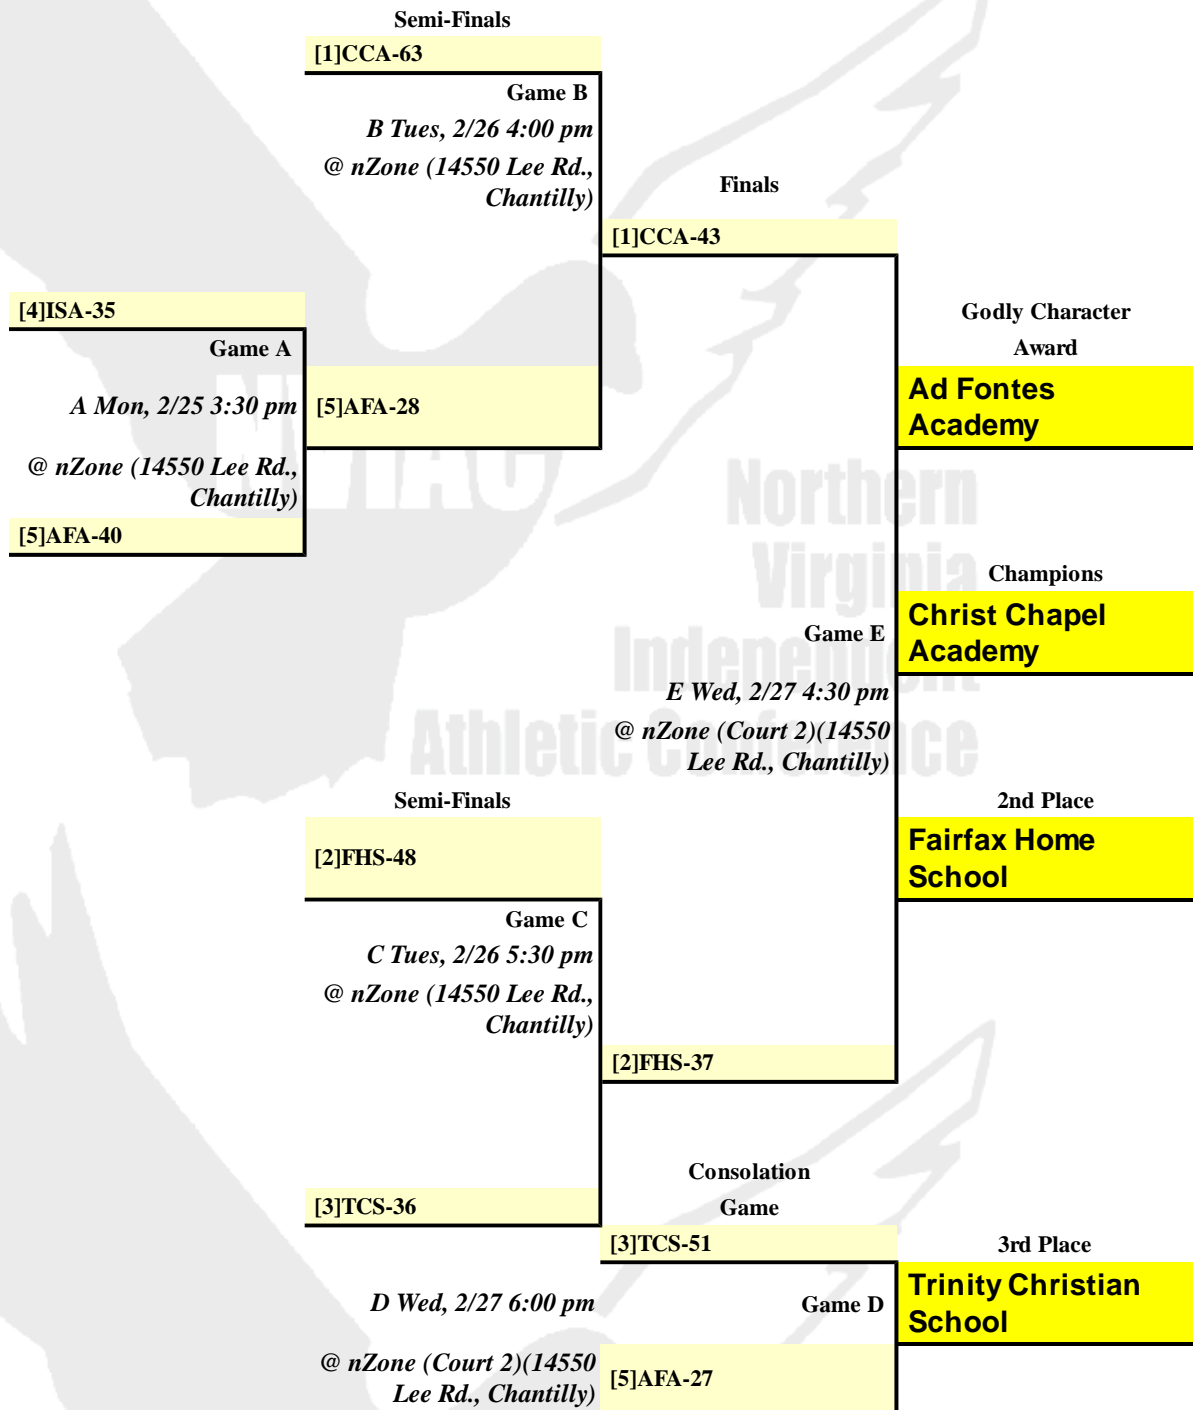 Semi-Finals
[1]CCA-63
Game B
B Tues, 2/26 4:00 pm
@ nZone (14550 Lee Rd.,
Chantilly)
Finals
[1]CCA-43
[4]ISA-35
Game A
A Mon, 2/25 3:30 pm
@ nZone (14550 Lee Rd.,
Chantilly)
[5]AFA-40
[5]AFA-28
Godly Character
Award
Ad Fontes
Academy
Champions
Christ Chapel
Academy
Game E
E Wed, 2/27 4:30 pm
@ nZone (Court 2)(14550
Lee Rd., Chantilly)
2nd Place
Fairfax Home
School
Semi-Finals
[2]FHS-48
Game C
C Tues, 2/26 5:30 pm
@ nZone (14550 Lee Rd.,
Chantilly)
[2]FHS-37
[3]TCS-36
Consolation
Game
[3]TCS-51
3rd Place
Trinity Christian
School
D Wed, 2/27 6:00 pm
Game D
@ nZone (Court 2)(14550
Lee Rd., Chantilly)
[5]AFA-27
Northern
Virginia
Independent
Athletic Conference